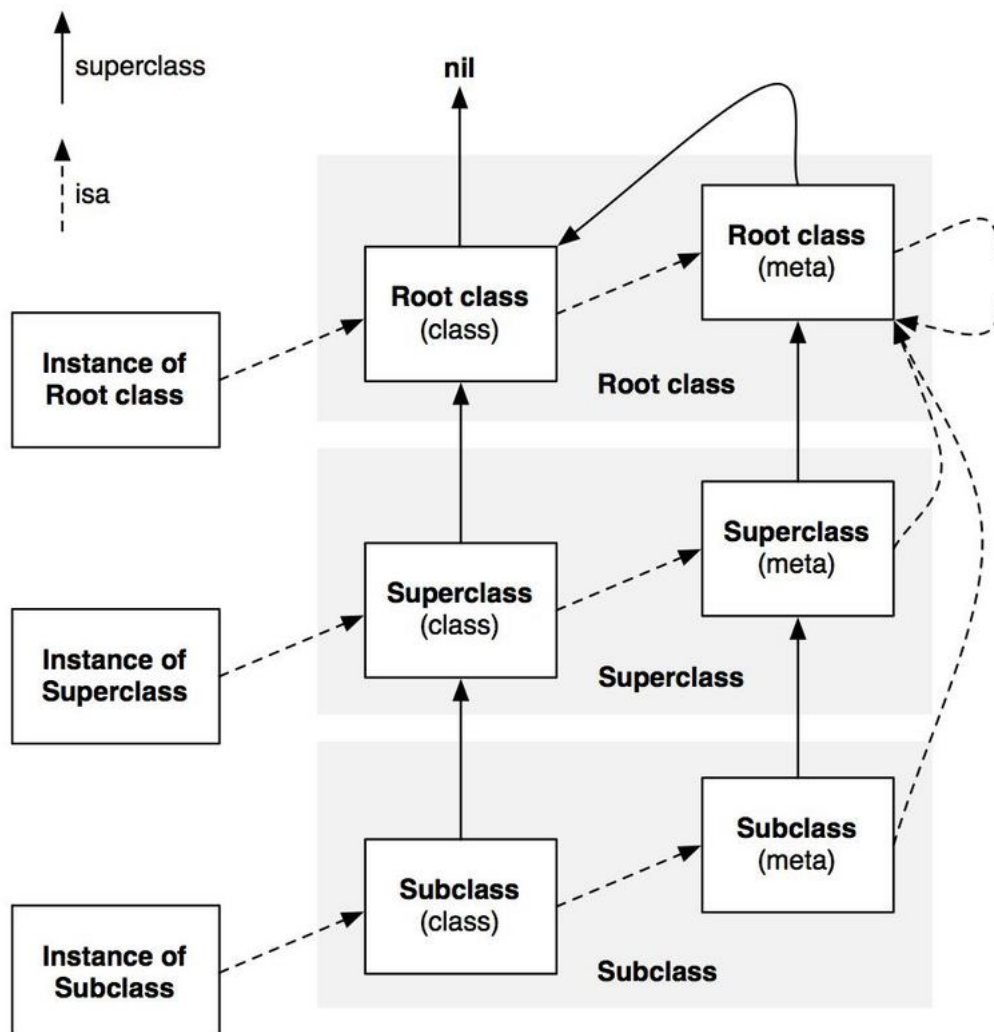 superclass
nil
isa
Root class
(meta)
Root class
(class)
Instance of
Root class
Root class
Superclass
(meta)
Superclass
(class)
Instance of
Superclass
Superclass
Subclass
(meta)
Subclass
(class)
Instance of
Subclass
Subclass